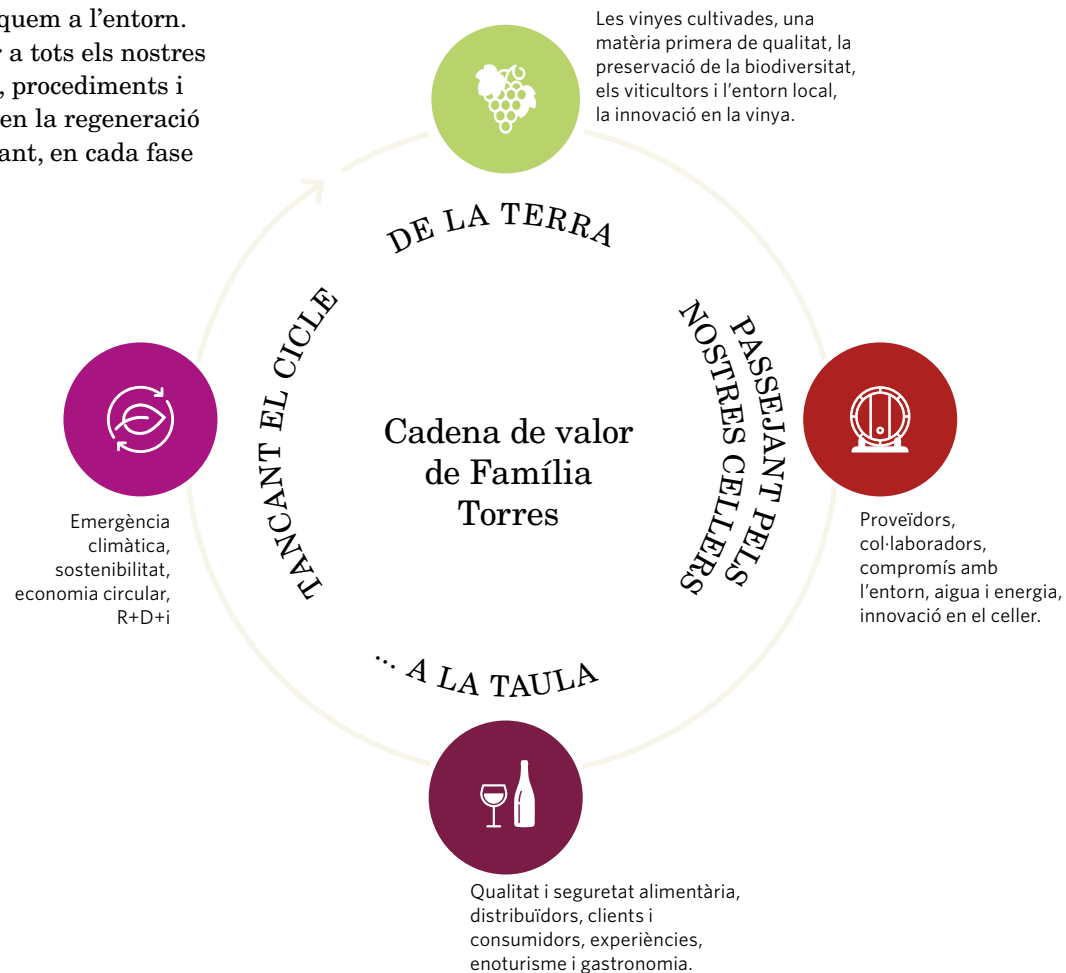 quem a l’entorn.
r a tots els nostres
, procediments i
en la regeneració
ant, en cada fase
Les vinyes cultivades, una
matèria primera de qualitat, la
preservació de la biodiversitat,
els viticultors i l’entorn local,
la innovació en la vinya.
DE LA TERRA
PASSEJANT PELS
NOSTRES CELLERS
Proveïdors,
col·laboradors,
compromís amb
l’entorn, aigua i energia,
innovació en el celler.
... A LA TAULA
Qualitat i seguretat alimentària,
distribuïdors, clients i
consumidors, experiències,
enoturisme i gastronomia.
TANCANT EL CICLE
Emergència
climàtica,
sostenibilitat,
economia circular,
R+D+i
Cadena de valor
de Família
Torres